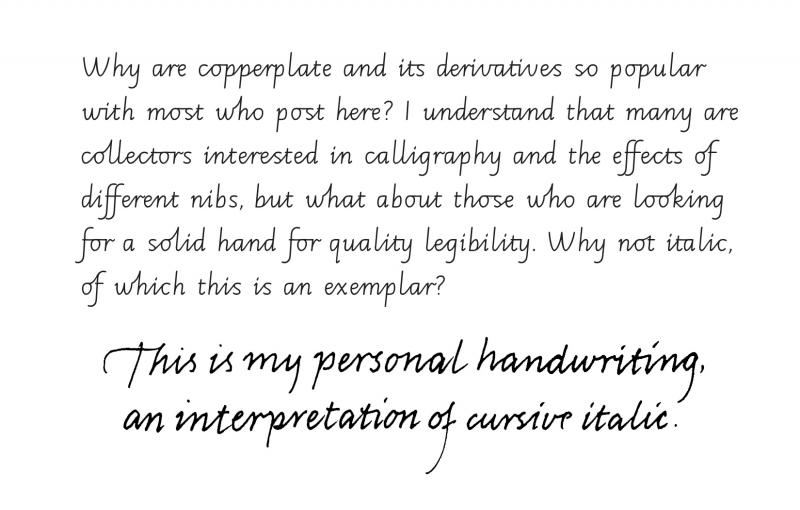 Why are copperplate and its derivatives so popular
with most who post here? I understand that many are
collectors interested in calligraphy and the effects of
different nibs, but what about those who are looking
for a solid hand for quality legibility. Why not italic,
of which this is an exemplar?
This is my personal handwriting,
an interpretation of cursive italic.